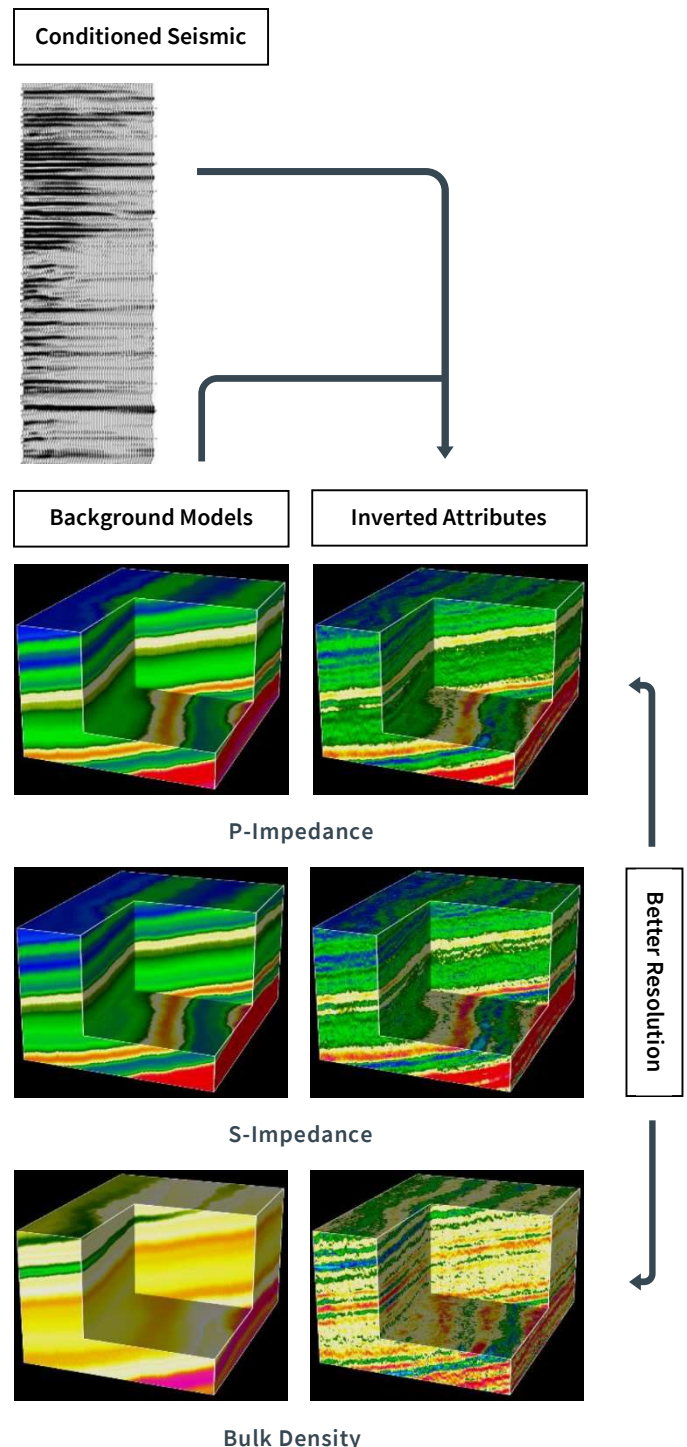 Conditioned Seismic
Background Models
Inverted Attributes
P-Impedance
Better Resolution
S-Impedance
Bulk Density